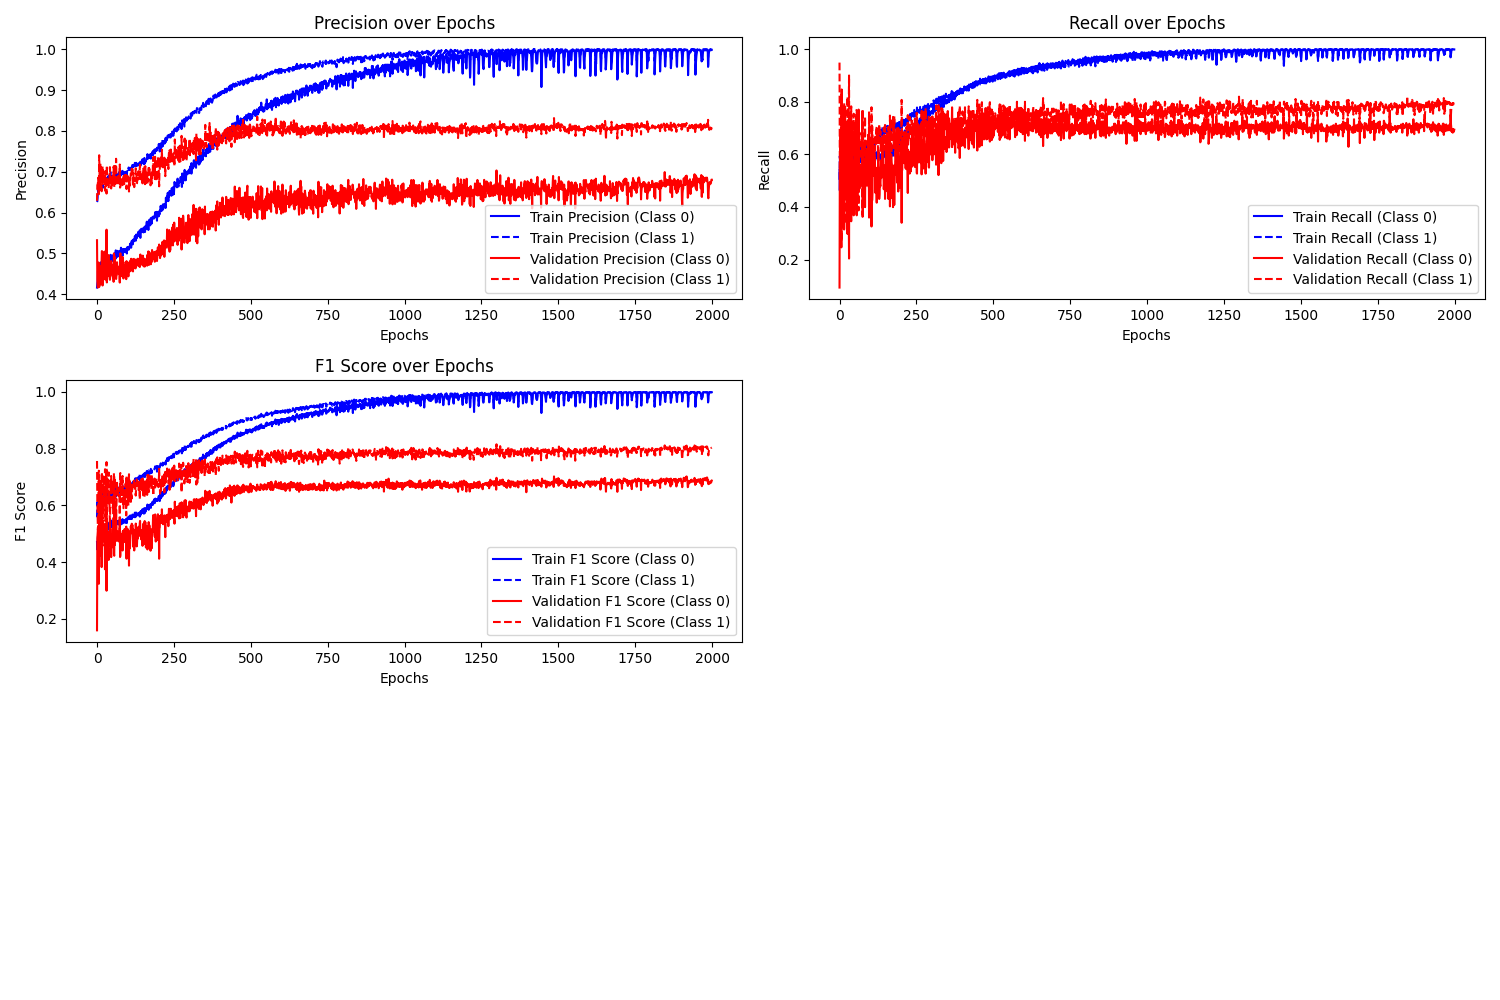 Precision over Epochs
Precision
1.0
0.9
0.8
0.7
0.6
0.5
0.4
Train Precision (Class 0)
Train Precision (Class 1)
Validation Precision (Class 0)
Validation Precision (Class 1)
0 250 500 750 1000 1250 1500 1750 2000
Epochs
Recall over Epochs
Recall
1.0
0.8
0.6
0.4
0.2
Train Recall (Class 0)
Train Recall (Class 1)
Validation Recall (Class 0)
Validation Recall (Class 1)
0 250 500 750 1000 1250 1500 1750 2000
Epochs
F1 Score over Epochs
F1 Score
1.0
0.8
0.6
0.4
0.2
Train F1 Score (Class 0)
Train F1 Score (Class 1)
Validation F1 Score (Class 0)
Validation F1 Score (Class 1)
0 250 500 750 1000 1250 1500 1750 2000
Epochs